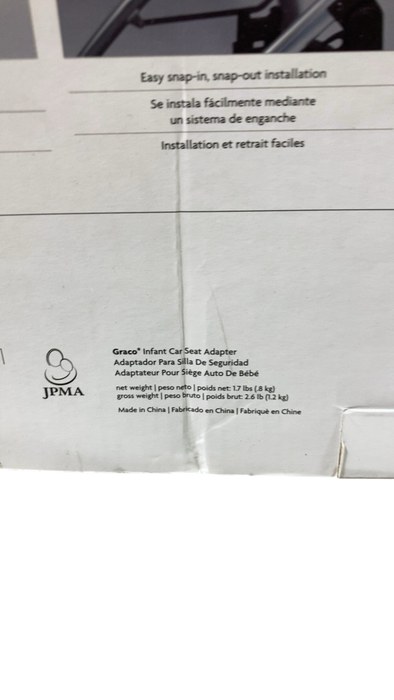 Easy snap-in, snap-out installation
Se instala fácilmente mediante
un sistema de enganche
Installation et retrait faciles
JPMA
Graco® Infant Car Seat Adapter
Adaptador Para Silla De Seguridad
Adaptateur Pour Siège Auto De Bébé
net weight | peso neto | poids net: 1.7 lbs (.8 kg)
gross weight | peso bruto | poids brut: 2.6 lb (1.2 kg)
Made in China | Fabricado en China | Fabriqué en Chine